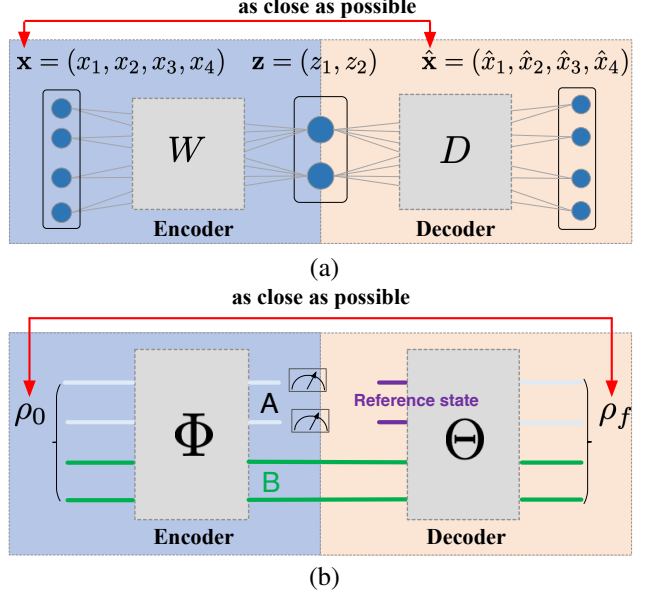 as close as possible
𝐱 = (x₁, x₂, x₃, x₄) 𝐳 = (z₁, z₂) 𝐱̂ = (x̂₁, x̂₂, x̂₃, x̂₄)
W D
Encoder Decoder
(a)
as close as possible
ρ₀ Φ A Reference state Θ ρ_f
B
Encoder Decoder
(b)